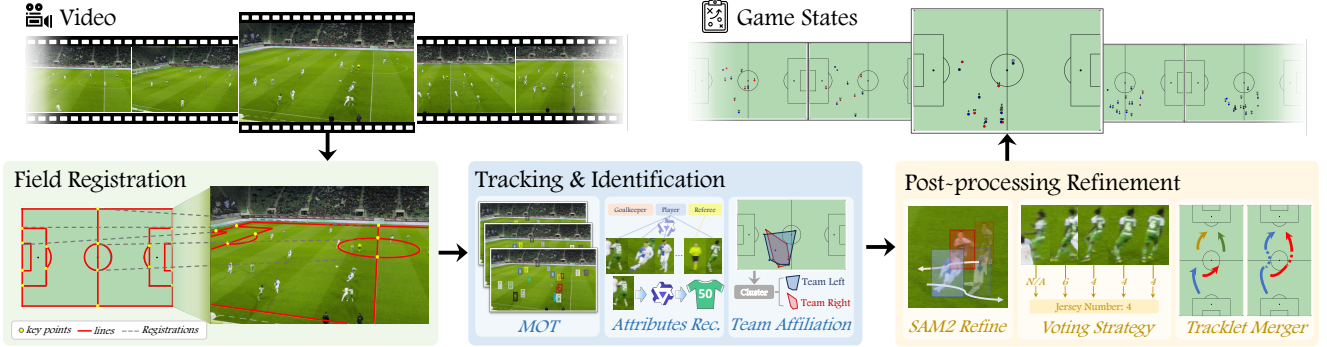 Video
Game States
Field Registration
key points
lines
Registrations
Tracking & Identification
MOT
Goalkeeper
Player
Referee
50
Attributes Rec.
Cluster
Team Left
Team Right
Team Affiliation
Post-processing Refinement
SAM2 Refine
N/A 6 4 4 4
Jersey Number: 4
Voting Strategy
Tracklet Merger